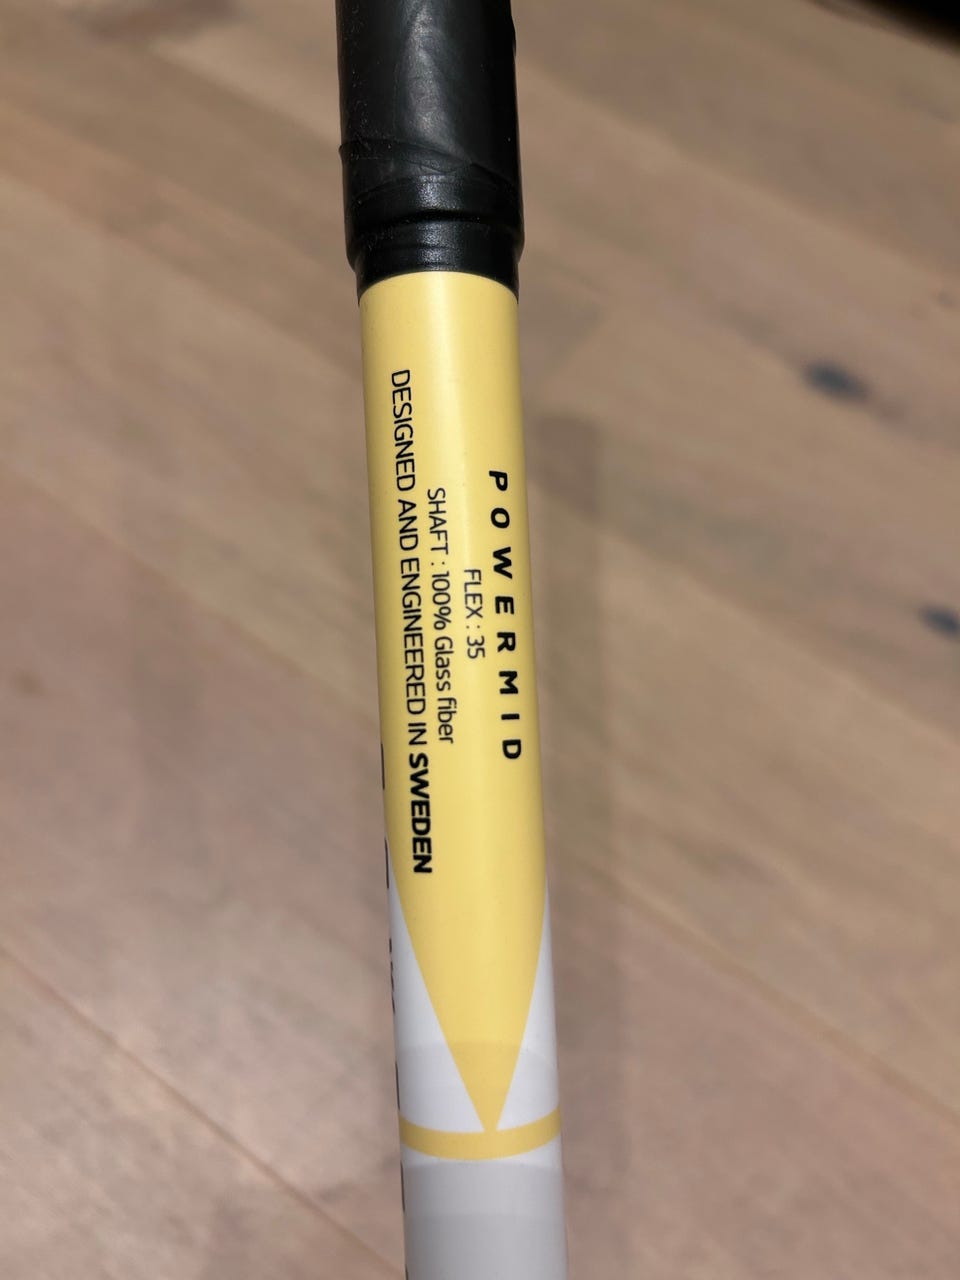 POWERMID
FLEX : 35
SHAFT : 100% Glass fiber
DESIGNED AND ENGINEERED IN SWEDEN